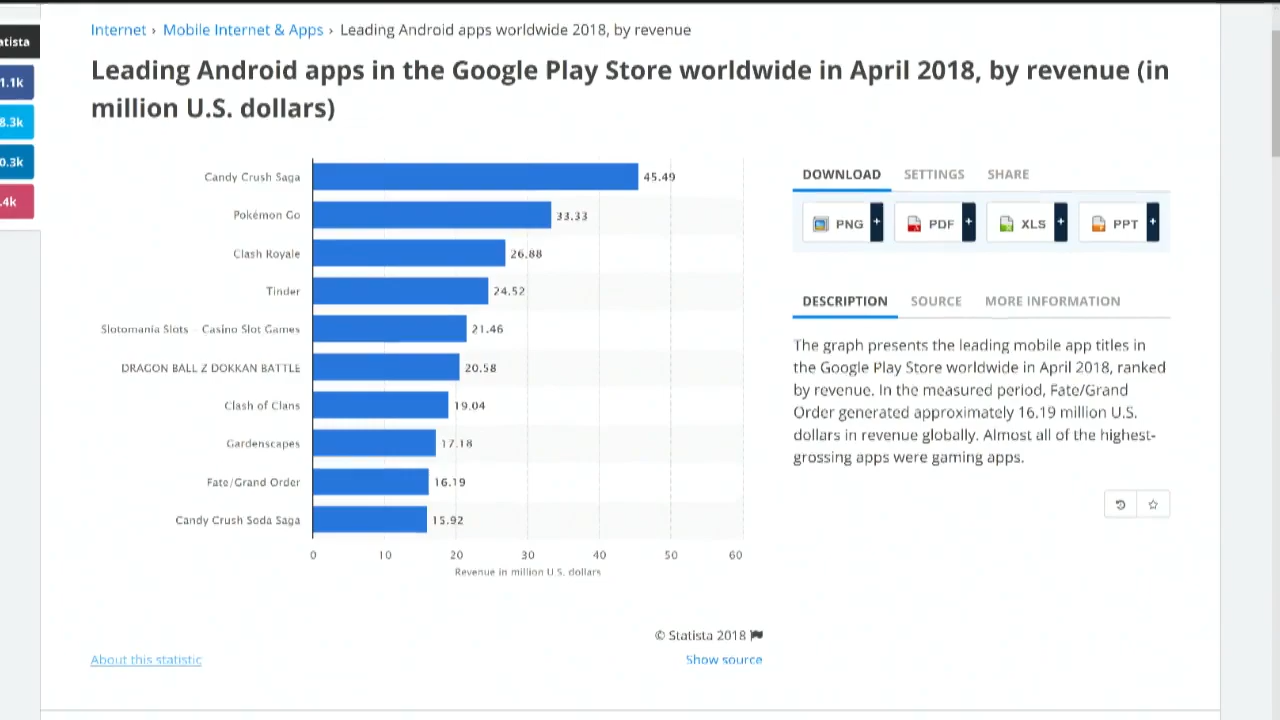 Internet › Mobile Internet & Apps › Leading Android apps worldwide 2018, by revenue
Leading Android apps in the Google Play Store worldwide in April 2018, by revenue (in
million U.S. dollars)
atista
1.1k
8.3k
0.3k
.4k
Candy Crush Saga 45.49
Pokémon Go 33.33
Clash Royale 26.88
Tinder 24.52
Slotomania Slots - Casino Slot Games 21.46
DRAGON BALL Z DOKKAN BATTLE 20.58
Clash of Clans 19.04
Gardenscapes 17.18
Fate/Grand Order 16.19
Candy Crush Soda Saga 15.92
0 10 20 30 40 50 60
Revenue in million U.S. dollars
© Statista 2018
About this statistic
Show source
DOWNLOAD SETTINGS SHARE
PNG + PDF + XLS + PPT +
DESCRIPTION SOURCE MORE INFORMATION
The graph presents the leading mobile app titles in
the Google Play Store worldwide in April 2018, ranked
by revenue. In the measured period, Fate/Grand
Order generated approximately 16.19 million U.S.
dollars in revenue globally. Almost all of the highest-
grossing apps were gaming apps.